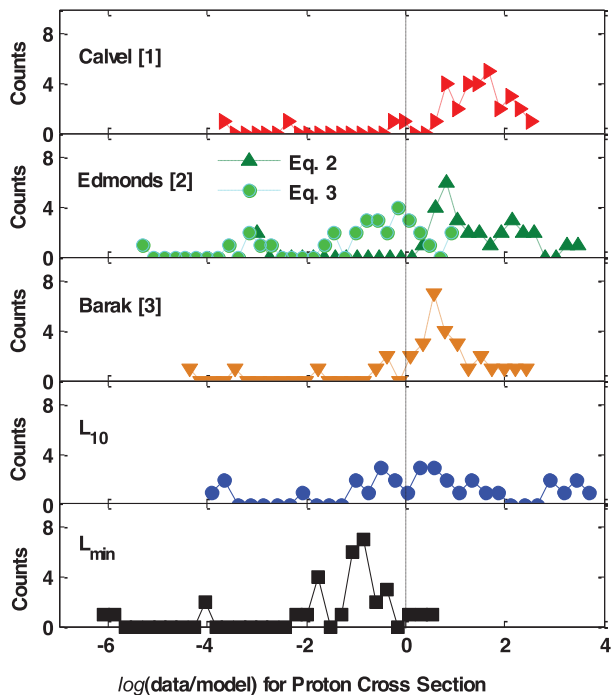 8
4
0
Counts
Calvel [1]
8
4
0
Counts
Edmonds [2]
Eq. 2
Eq. 3
8
4
0
Counts
Barak [3]
8
4
0
Counts
L10
8
4
0
Counts
Lmin
-6 -4 -2 0 2 4
log(data/model) for Proton Cross Section